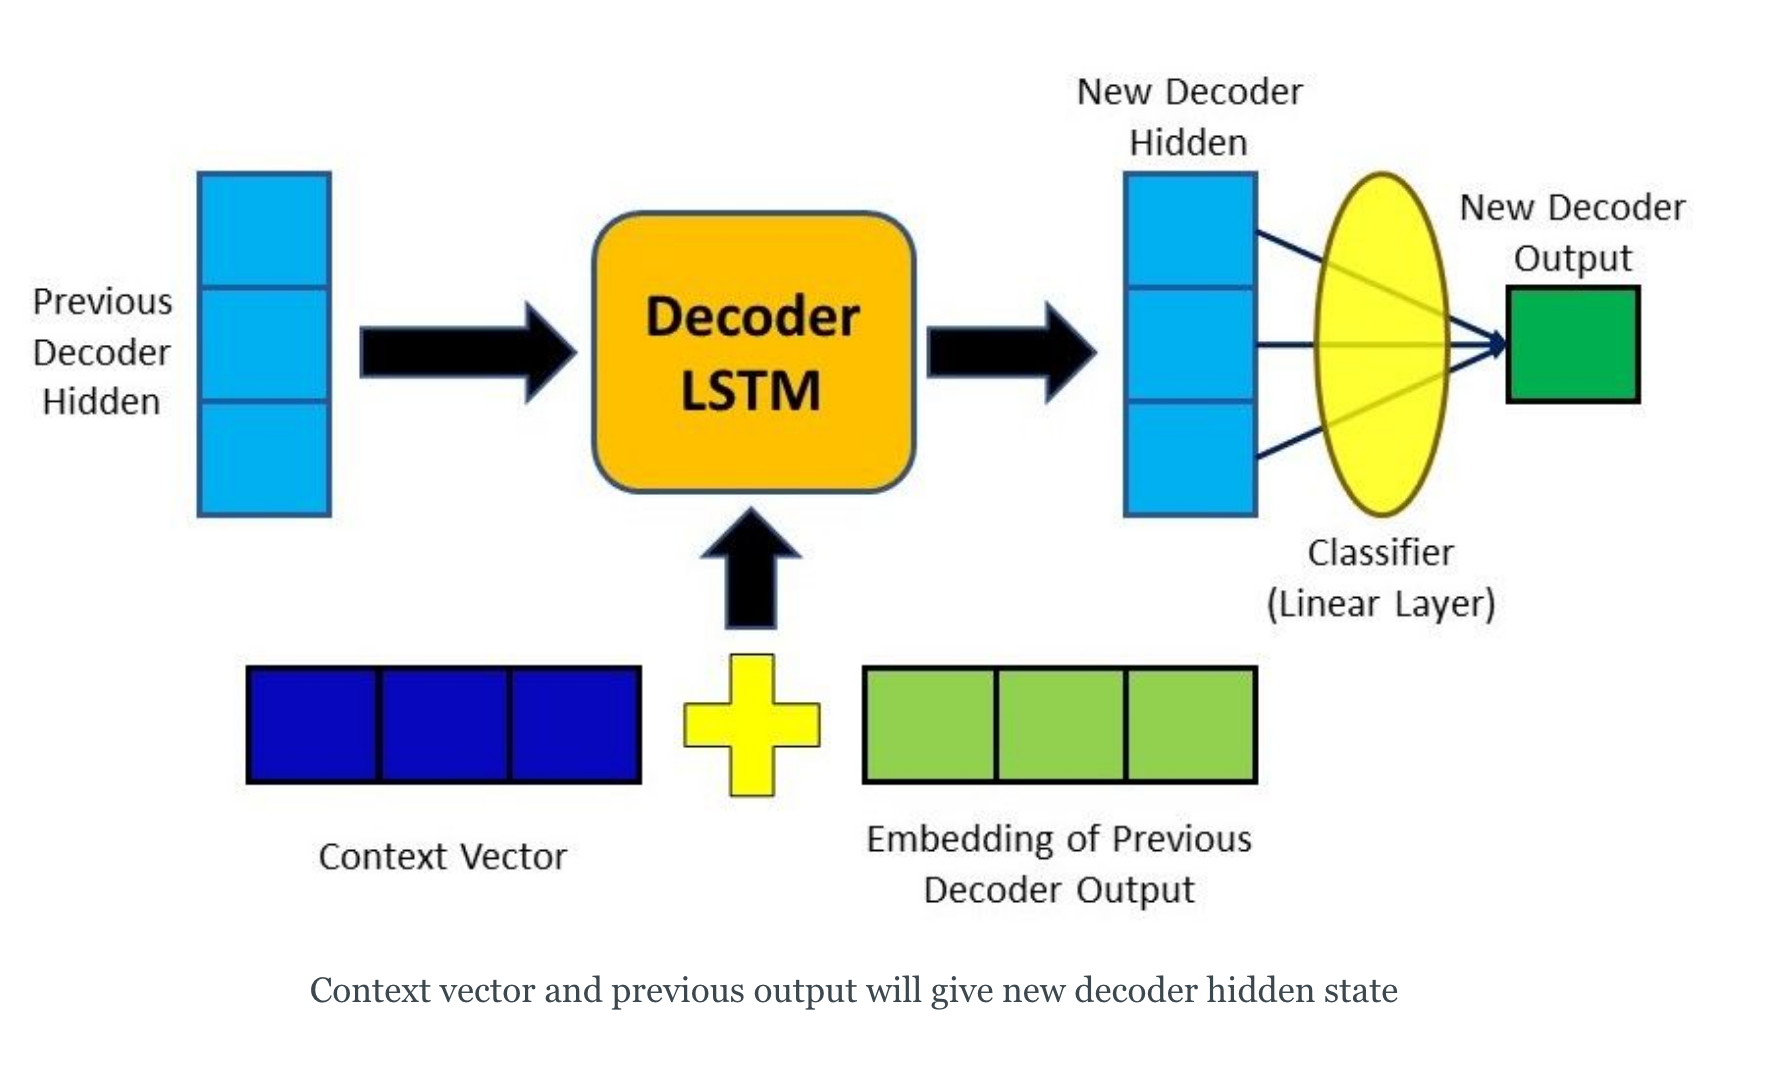 New Decoder
Hidden
New Decoder
Output
Previous
Decoder
Hidden
Decoder
LSTM
Classifier
(Linear Layer)
Context Vector
Embedding of Previous
Decoder Output
Context vector and previous output will give new decoder hidden state